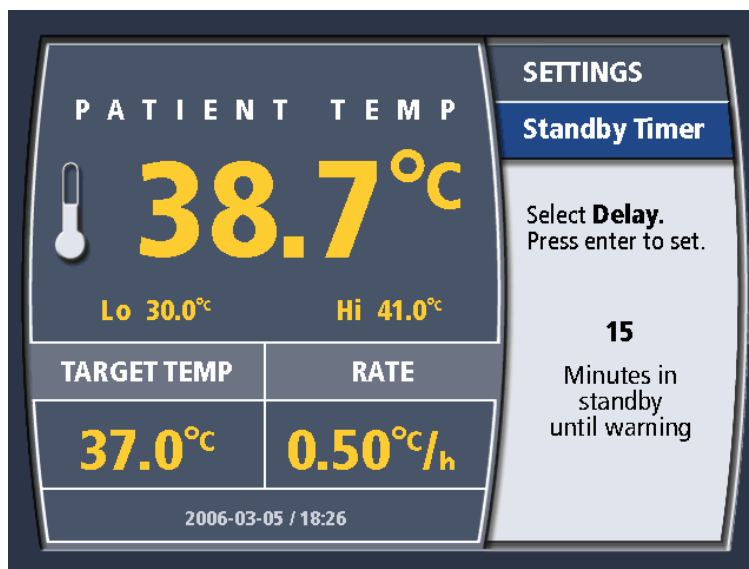 PATIENT TEMP
38.7°C
Lo 30.0°C Hi 41.0°C
TARGET TEMP RATE
37.0°C 0.50°C/h
2006-03-05 / 18:26
SETTINGS
Standby Timer
Select Delay.
Press enter to set.
15
Minutes in
standby
until warning